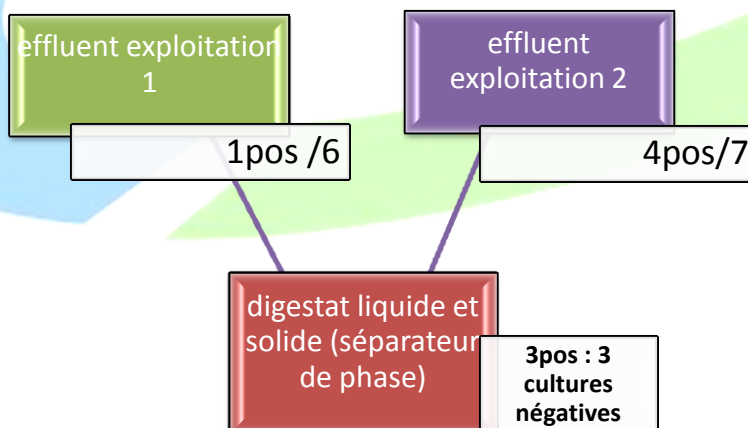 effluent exploitation
1
1pos /6
effluent
exploitation 2
4pos/7
digestat liquide et
solide (séparateur
de phase)
3pos : 3
cultures
négatives